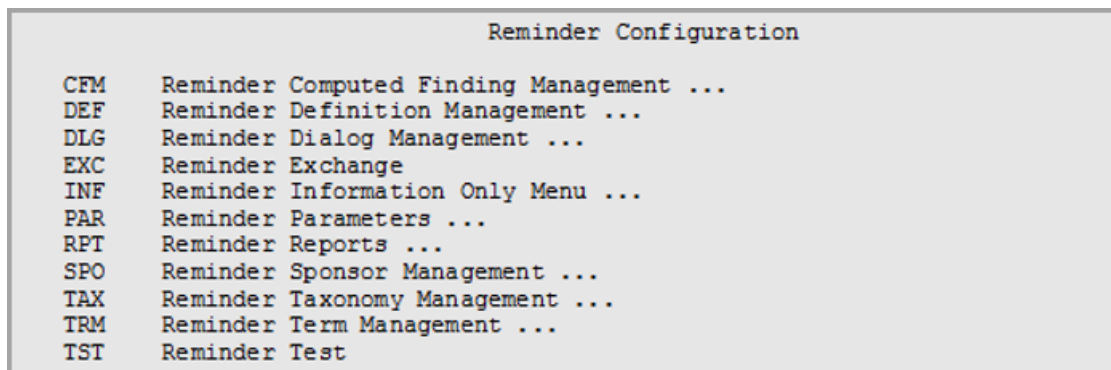 Reminder Configuration
CFM Reminder Computed Finding Management ...
DEF Reminder Definition Management ...
DLG Reminder Dialog Management ...
EXC Reminder Exchange
INF Reminder Information Only Menu ...
PAR Reminder Parameters ...
RPT Reminder Reports ...
SPO Reminder Sponsor Management ...
TAX Reminder Taxonomy Management ...
TRM Reminder Term Management ...
TST Reminder Test